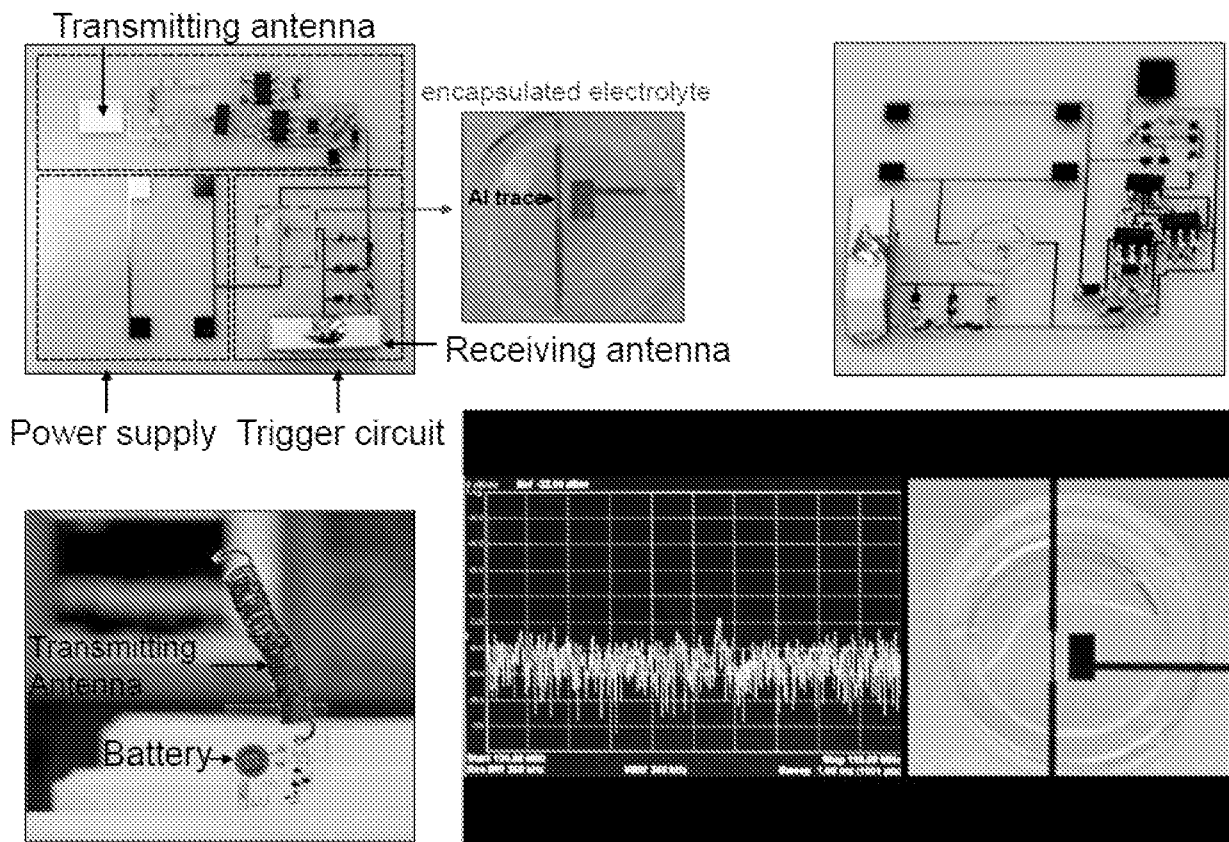 Transmitting antenna
encapsulated electrolyte
Al trace
Receiving antenna
Power supply
Trigger circuit
Transmitting
Antenna
Battery